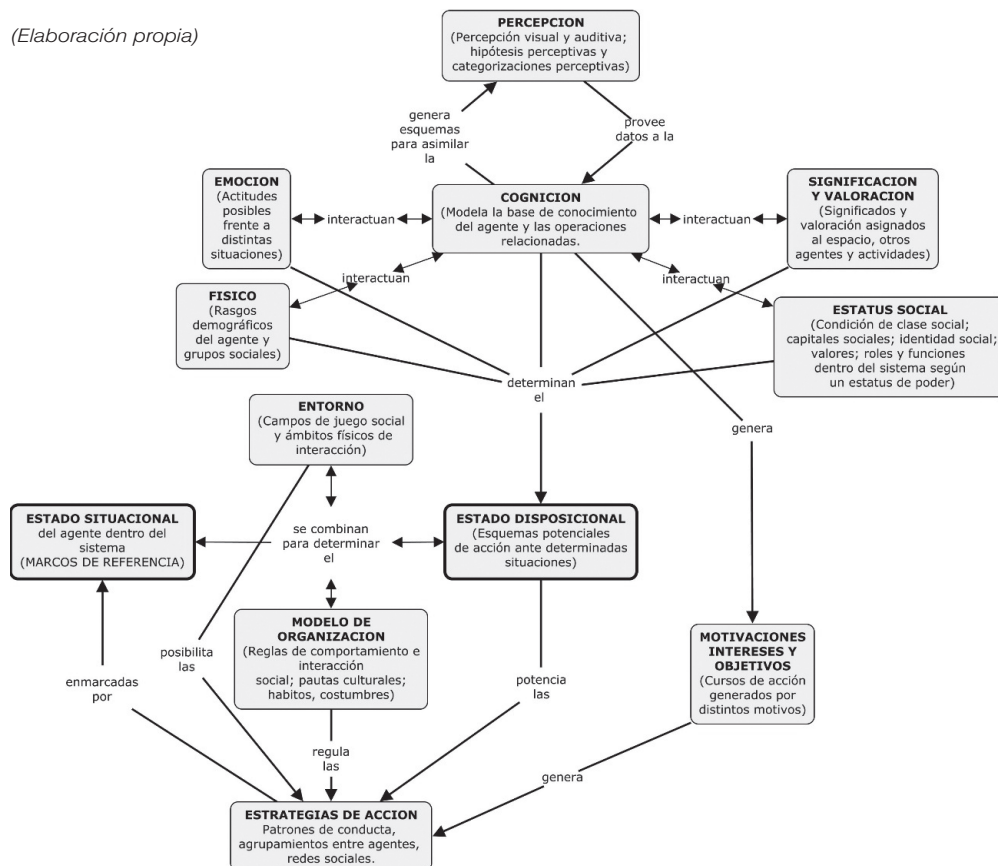 (Elaboración propia)
PERCEPCION
(Percepción visual y auditiva;
hipótesis perceptivas y
categorizaciones perceptivas)
genera
esquemas
para asimilar
la
provee
datos a la
EMOCION
(Actitudes
posibles
frente a
distintas
situaciones)
interactuan
COGNICION
(Modela la base de conocimiento
del agente y las operaciones
relacionadas.
interactuan
SIGNIFICACION
Y VALORACION
(Significados y
valoración asignados
al espacio, otros
agentes y actividades)
interactuan
interactuan
FISICO
(Rasgos
demográficos
del agente y
grupos sociales)
ESTATUS SOCIAL
(Condición de clase social;
capitales sociales; identidad social;
valores; roles y funciones
dentro del sistema según
un estatus de poder)
determinan
el
ENTORNO
(Campos de juego social
y ámbitos físicos de
interacción)
genera
ESTADO SITUACIONAL
del agente dentro del
sistema
(MARCOS DE REFERENCIA)
se combinan
para determinar
el
ESTADO DISPOSICIONAL
(Esquemas potenciales
de acción ante determinadas
situaciones)
MODELO DE
ORGANIZACION
(Reglas de comportamiento e
interacción
social; pautas culturales;
habitos, costumbres)
MOTIVACIONES
INTERESES Y
OBJETIVOS
(Cursos de acción
generados por
distintos motivos)
posibilita
las
enmarcadas
por
potencia
las
regula
las
genera
ESTRATEGIAS DE ACCION
Patrones de conducta,
agrupamientos entre agentes,
redes sociales.